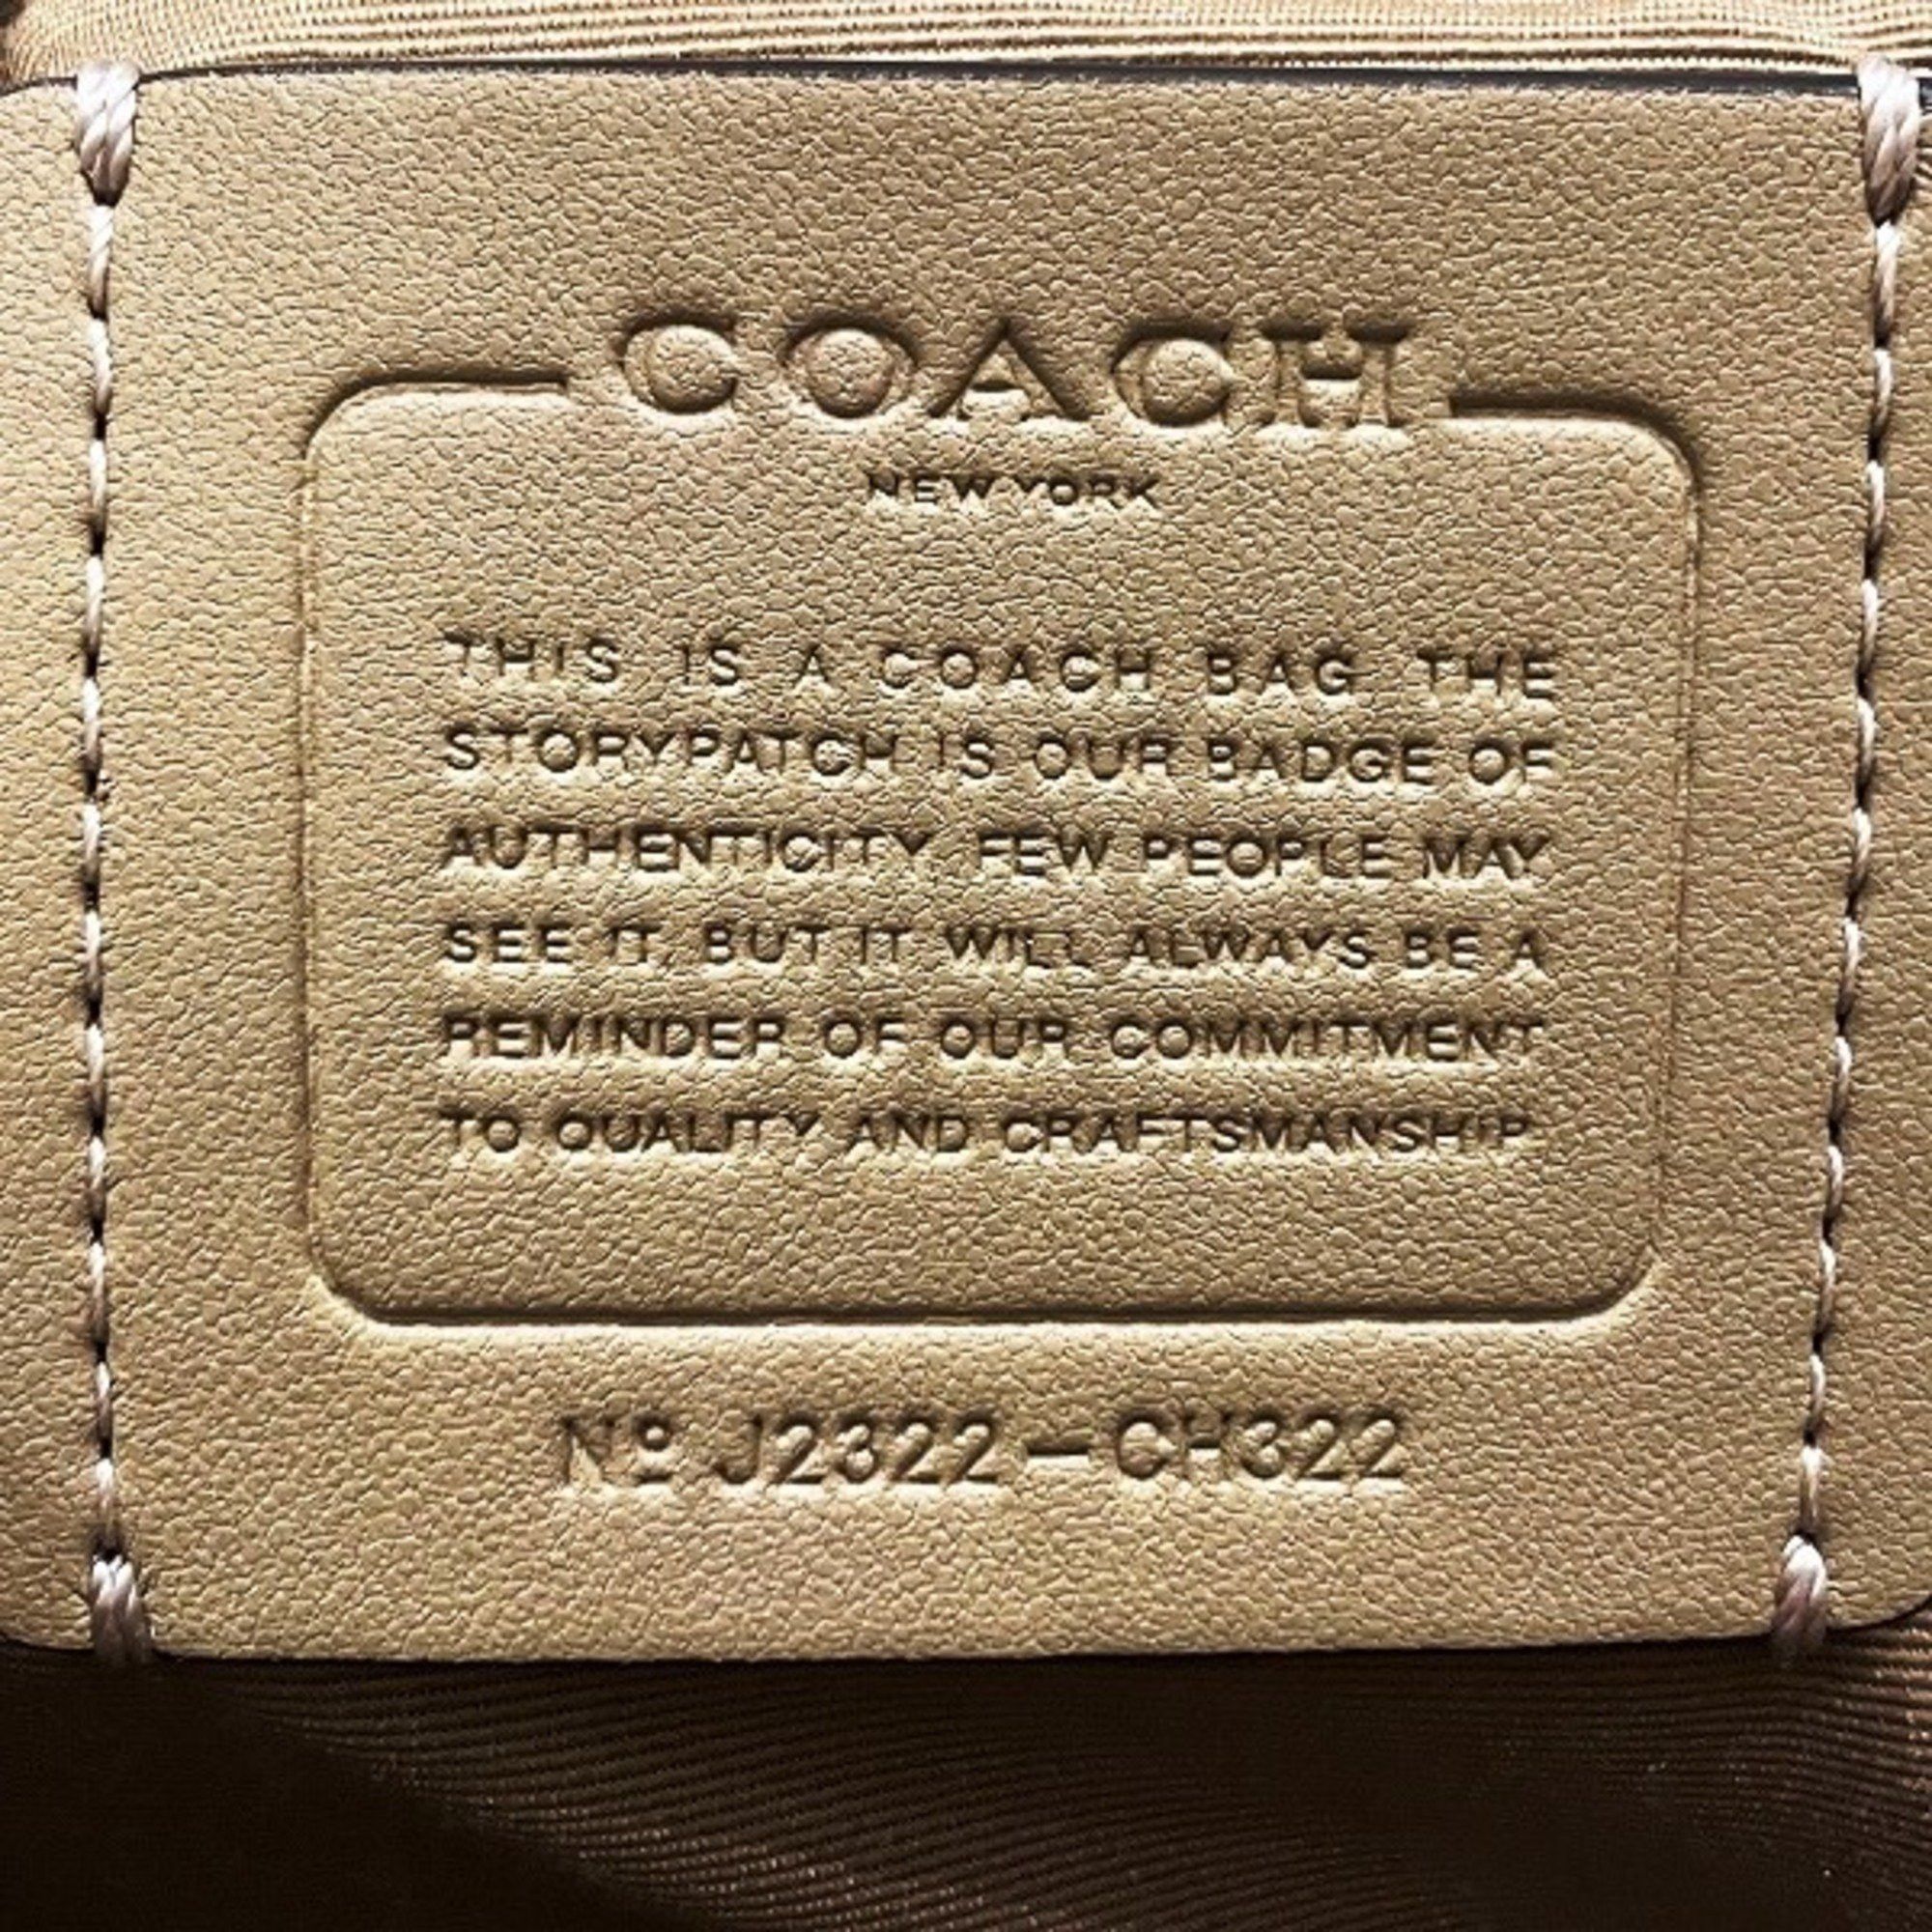 COACH
NEW YORK
THIS IS A COACH BAG. THE
STORYPATCH IS OUR BADGE OF
AUTHENTICITY. FEW PEOPLE MAY
SEE IT, BUT IT WILL ALWAYS BE A
REMINDER OF OUR COMMITMENT
TO QUALITY AND CRAFTSMANSHIP
Nº J2322-CH322